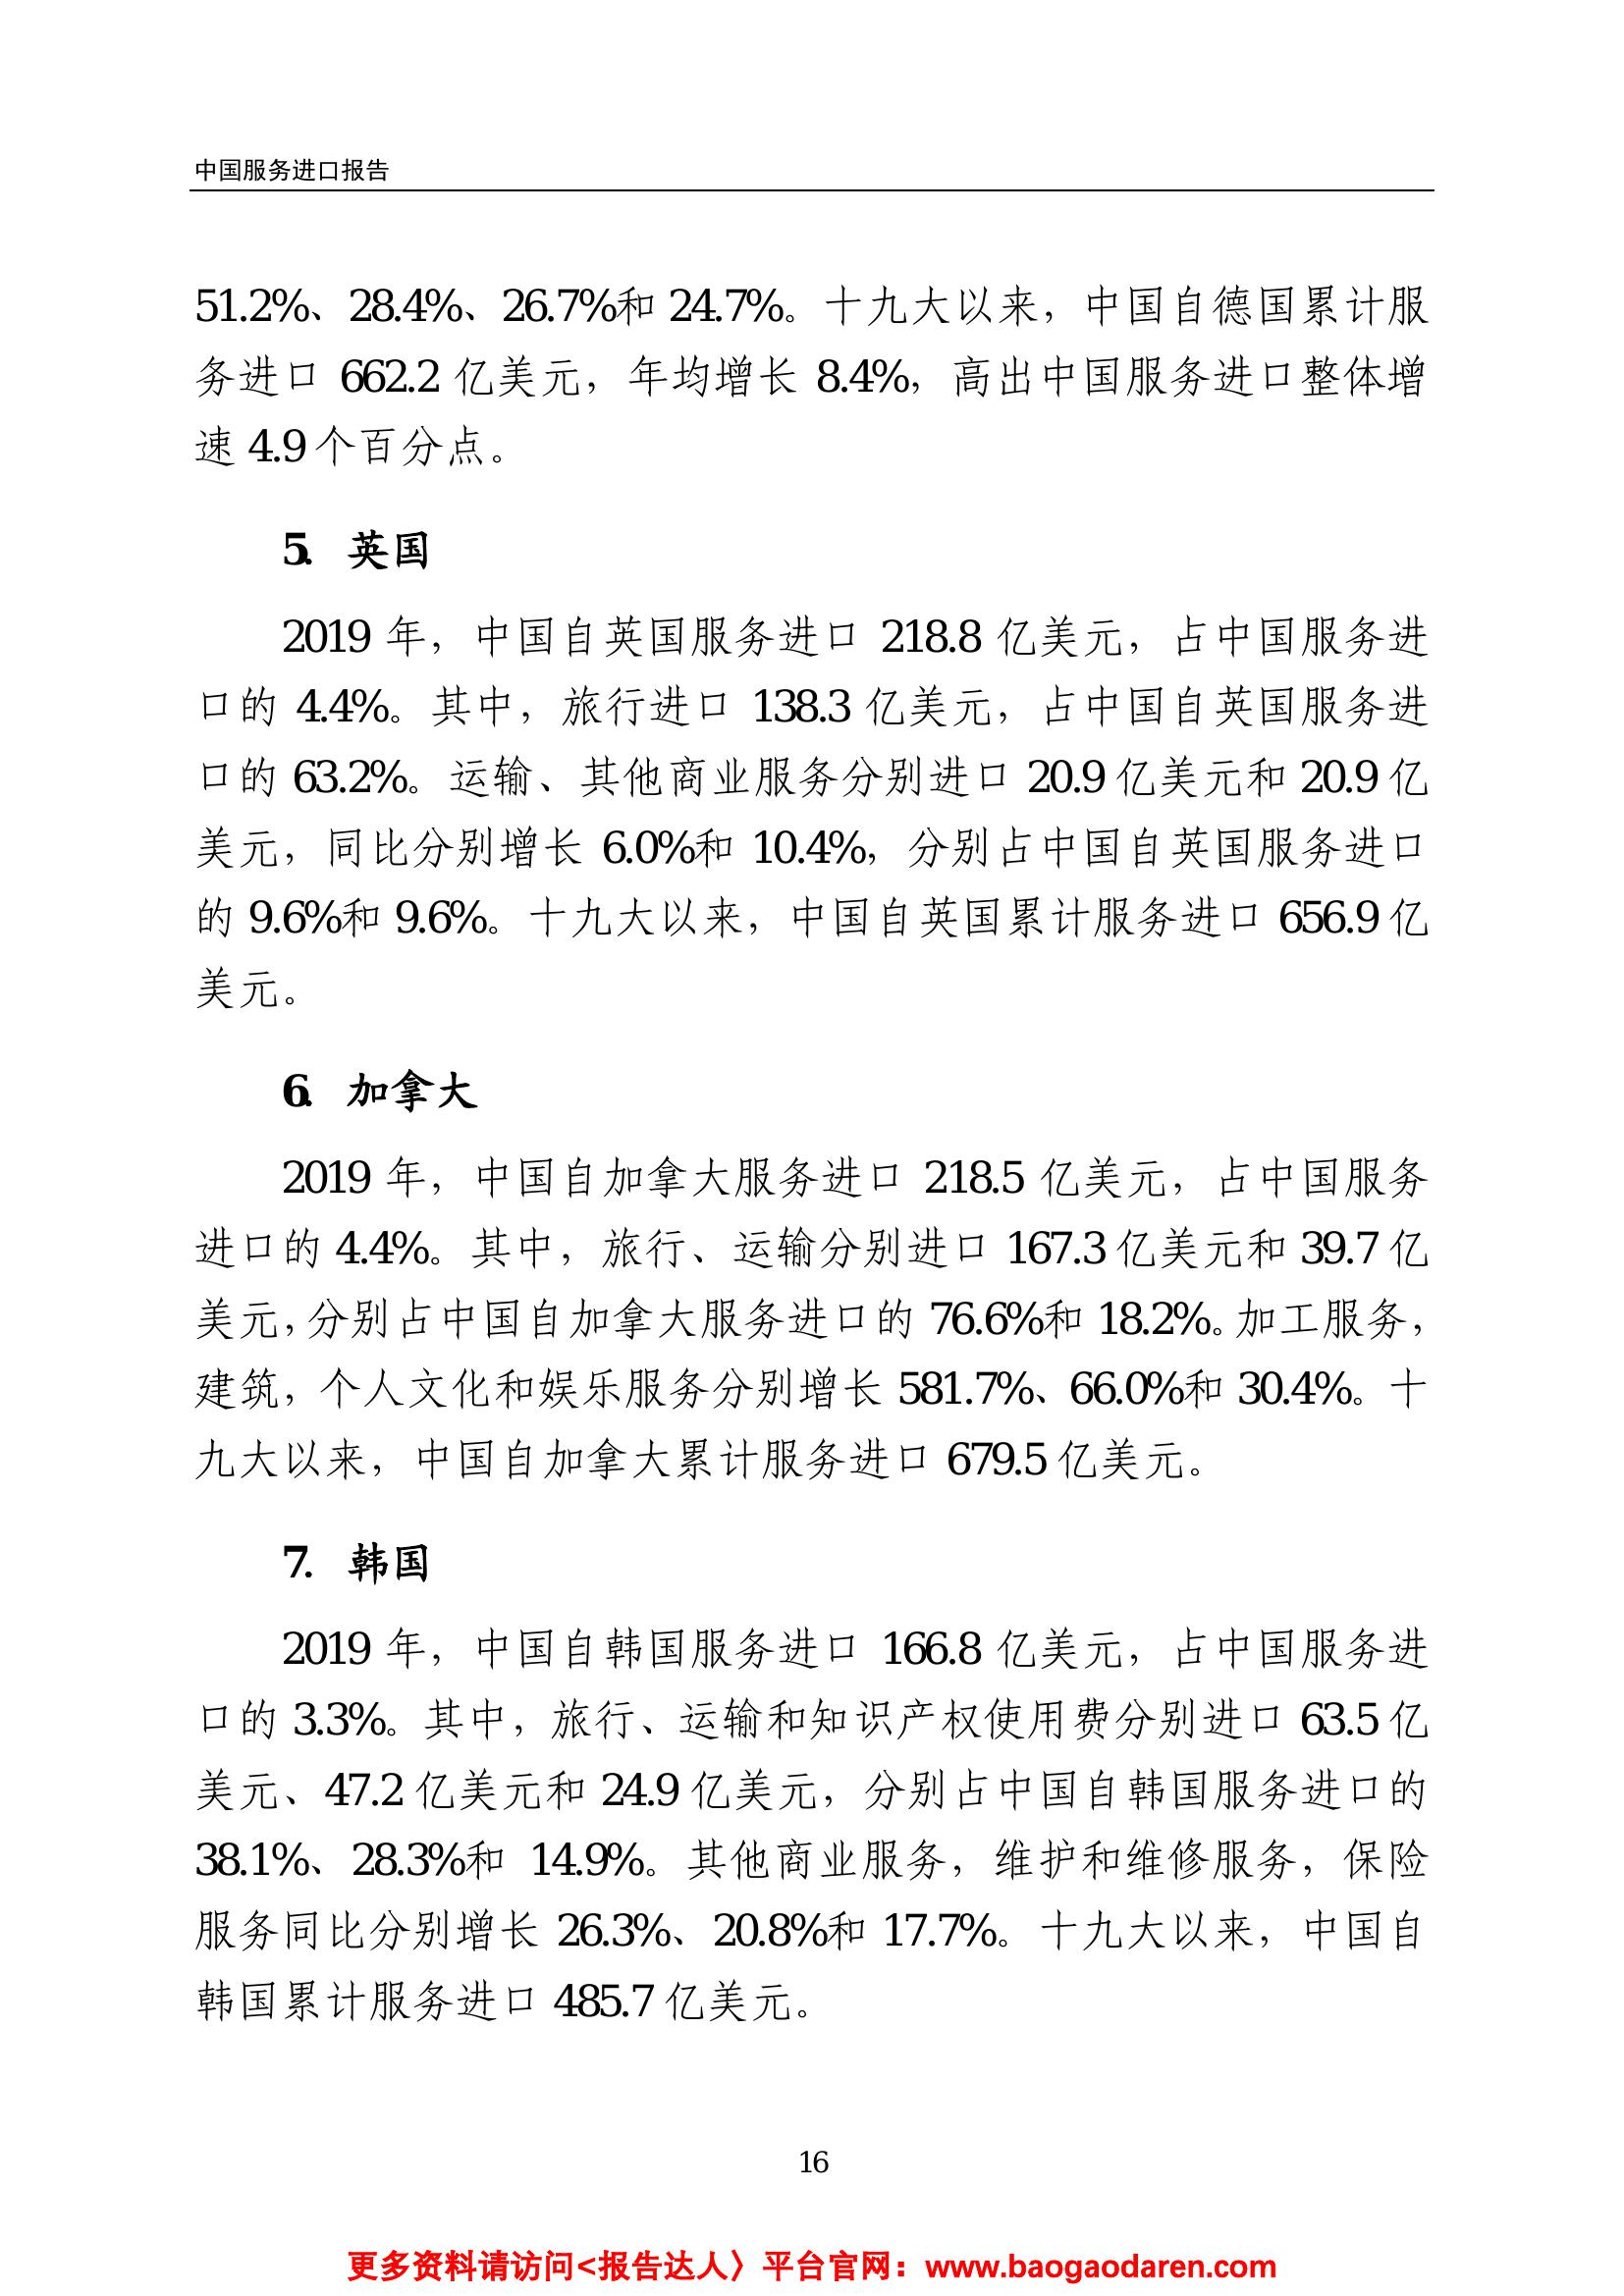 中国服务进口报告
51.2%、28.4%、26.7%和 24.7%。十九大以来，中国自德国累计服
务进口 662.2 亿美元，年均增长 8.4%，高出中国服务进口整体增
速 4.9 个百分点。
5. 英国
2019 年，中国自英国服务进口 218.8 亿美元，占中国服务进
口的 4.4%。其中，旅行进口 138.3 亿美元，占中国自英国服务进
口的 63.2%。运输、其他商业服务分别进口 20.9 亿美元和 20.9 亿
美元，同比分别增长 6.0%和 10.4%，分别占中国自英国服务进口
的 9.6%和 9.6%。十九大以来，中国自英国累计服务进口 656.9 亿
美元。
6. 加拿大
2019 年，中国自加拿大服务进口 218.5 亿美元，占中国服务
进口的 4.4%。其中，旅行、运输分别进口 167.3 亿美元和 39.7 亿
美元，分别占中国自加拿大服务进口的 76.6%和 18.2%。加工服务，
建筑，个人文化和娱乐服务分别增长 581.7%、66.0%和 30.4%。十
九大以来，中国自加拿大累计服务进口 679.5 亿美元。
7. 韩国
2019 年，中国自韩国服务进口 166.8 亿美元，占中国服务进
口的 3.3%。其中，旅行、运输和知识产权使用费分别进口 63.5 亿
美元、47.2 亿美元和 24.9 亿美元，分别占中国自韩国服务进口的
38.1%、28.3%和 14.9%。其他商业服务，维护和维修服务，保险
服务同比分别增长 26.3%、20.8%和 17.7%。十九大以来，中国自
韩国累计服务进口 485.7 亿美元。
16
更多资料请访问<报告达人〉平台官网：www.baogaodaren.com